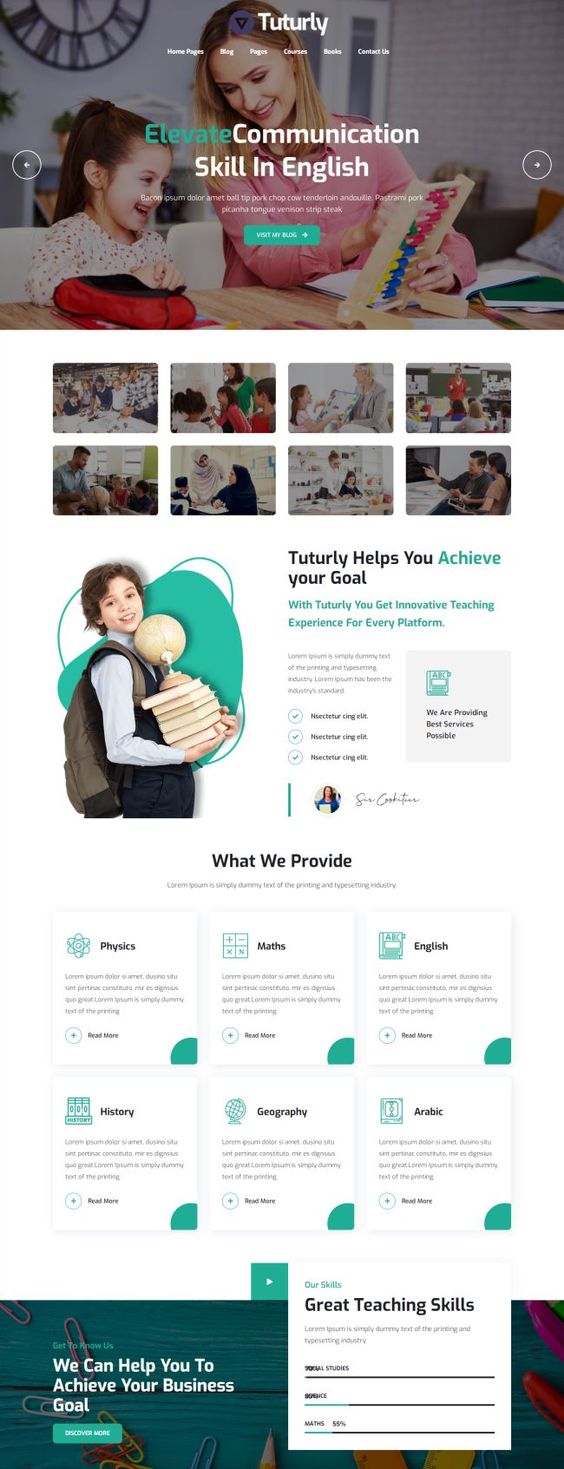 Tuturly
Home Pages Blog Pages Courses Books Contact Us
ElevateCommunication
Skill In English
Bacon ipsum dolor amet ball tip pork chop cow tenderloin andouille. Pastrami pork
picanha tongue venison strip steak
VISIT MY BLOG
Tuturly Helps You Achieve
your Goal
With Tuturly You Get Innovative Teaching
Experience For Every Platform.
Lorem Ipsum is simply dummy text
of the printing and typesetting
industry. Lorem Ipsum has been the
industry's standard.
Nsectetur cing elit.
Nsectetur cing elit.
Nsectetur cing elit.
ABC
We Are Providing
Best Services
Possible
What We Provide
Lorem Ipsum is simply dummy text of the printing and typesetting industry.
Physics
Lorem ipsum dolor si amet, dusino situ
sint perinac constituto, mir es dignsius
quo great.Lorem Ipsum is simply dummy
text of the printing
Read More
Maths
Lorem ipsum dolor si amet, dusino situ
sint perinac constituto, mir es dignsius
quo great.Lorem Ipsum is simply dummy
text of the printing
Read More
ABC
English
Lorem ipsum dolor si amet, dusino situ
sint perinac constituto, mir es dignsius
quo great.Lorem Ipsum is simply dummy
text of the printing
Read More
HISTORY
History
Lorem ipsum dolor si amet, dusino situ
sint perinac constituto, mir es dignsius
quo great.Lorem Ipsum is simply dummy
text of the printing
Read More
Geography
Lorem ipsum dolor si amet, dusino situ
sint perinac constituto, mir es dignsius
quo great.Lorem Ipsum is simply dummy
text of the printing
Read More
Arabic
Lorem ipsum dolor si amet, dusino situ
sint perinac constituto, mir es dignsius
quo great.Lorem Ipsum is simply dummy
text of the printing
Read More
Get To Know Us
We Can Help You To
Achieve Your Business
Goal
DISCOVER MORE
Our Skills
Great Teaching Skills
Lorem Ipsum is simply dummy text of the printing and
typesetting industry
STUDIES
MATHS 55%